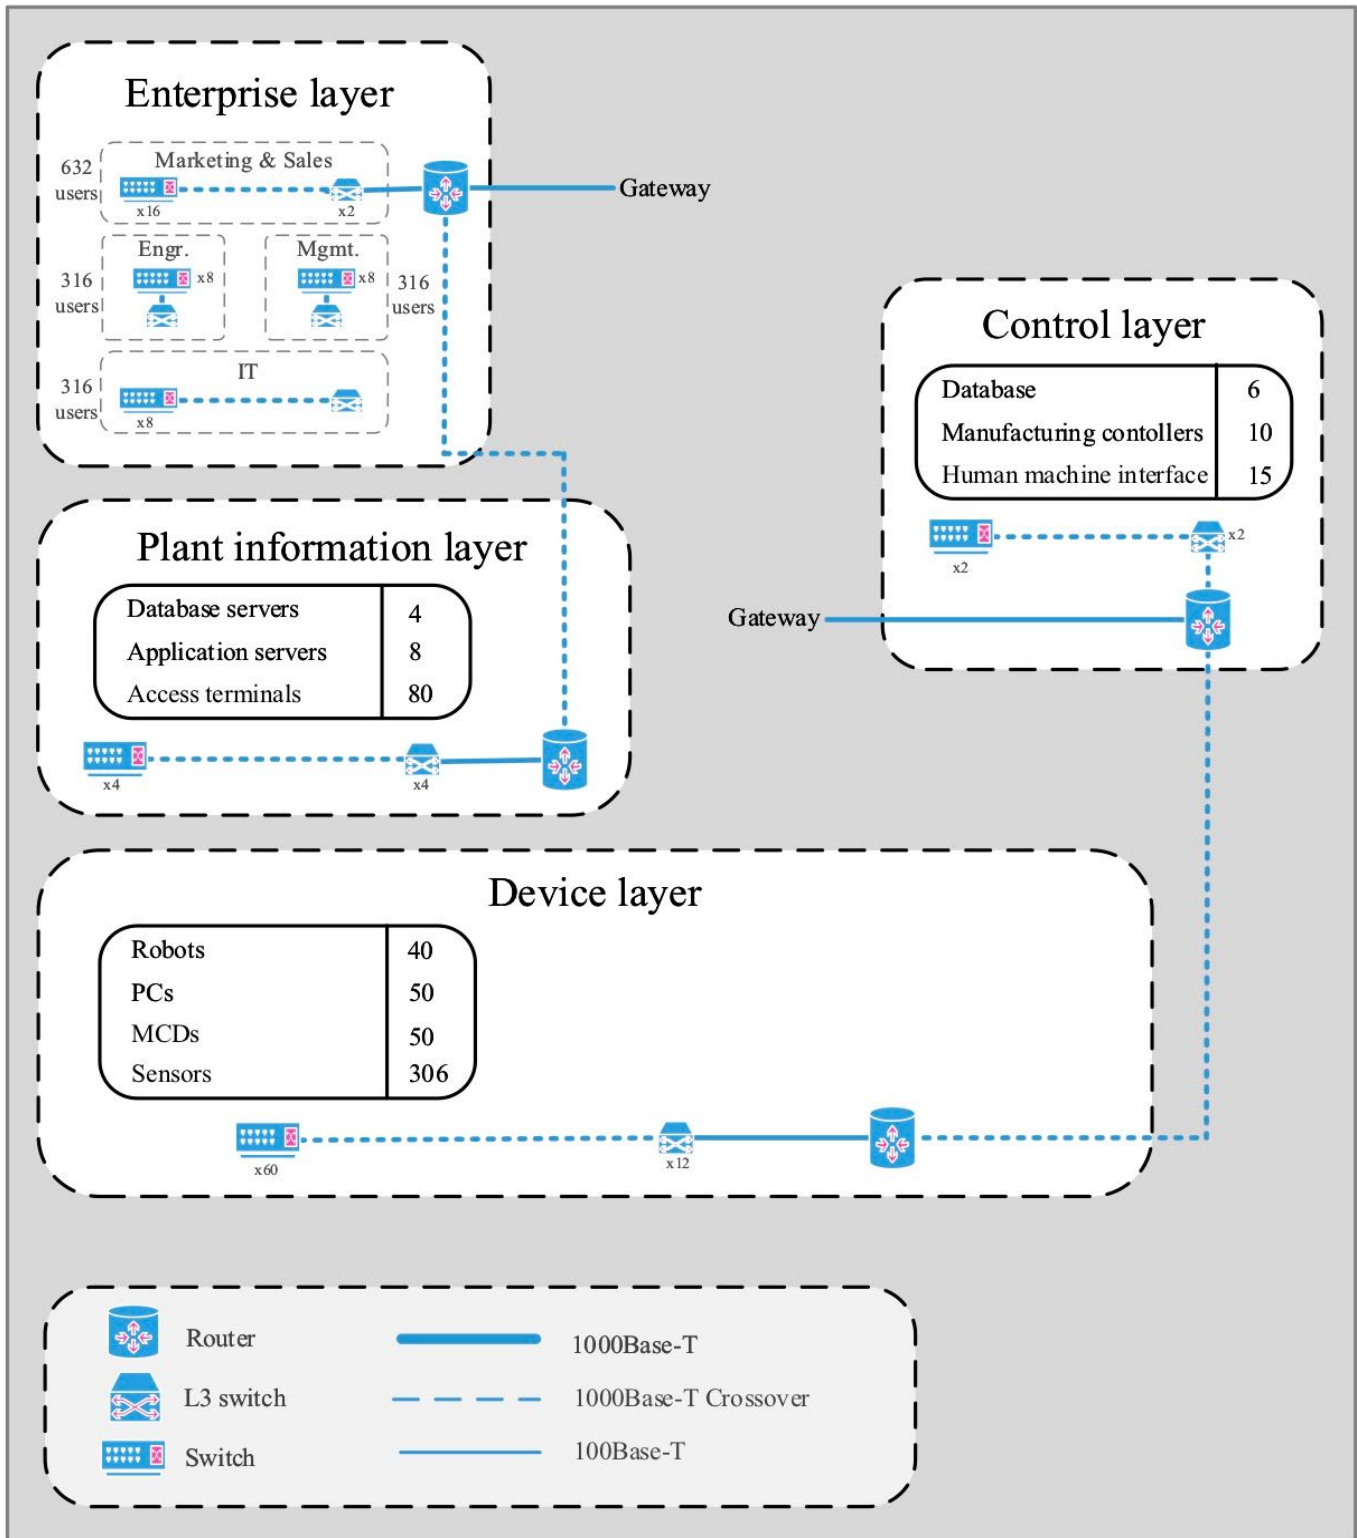 Enterprise layer
Marketing & Sales
632
users
x16
x2
Gateway
Engr.
Mgmt.
x8
x8
316
users
316
users
IT
316
users
x8
Control layer
Database 6
Manufacturing contollers 10
Human machine interface 15
x2
x2
Gateway
Plant information layer
Database servers 4
Application servers 8
Access terminals 80
x4
x4
Device layer
Robots 40
PCs 50
MCDs 50
Sensors 306
x60
x12
Router 1000Base-T
L3 switch 1000Base-T Crossover
Switch 100Base-T